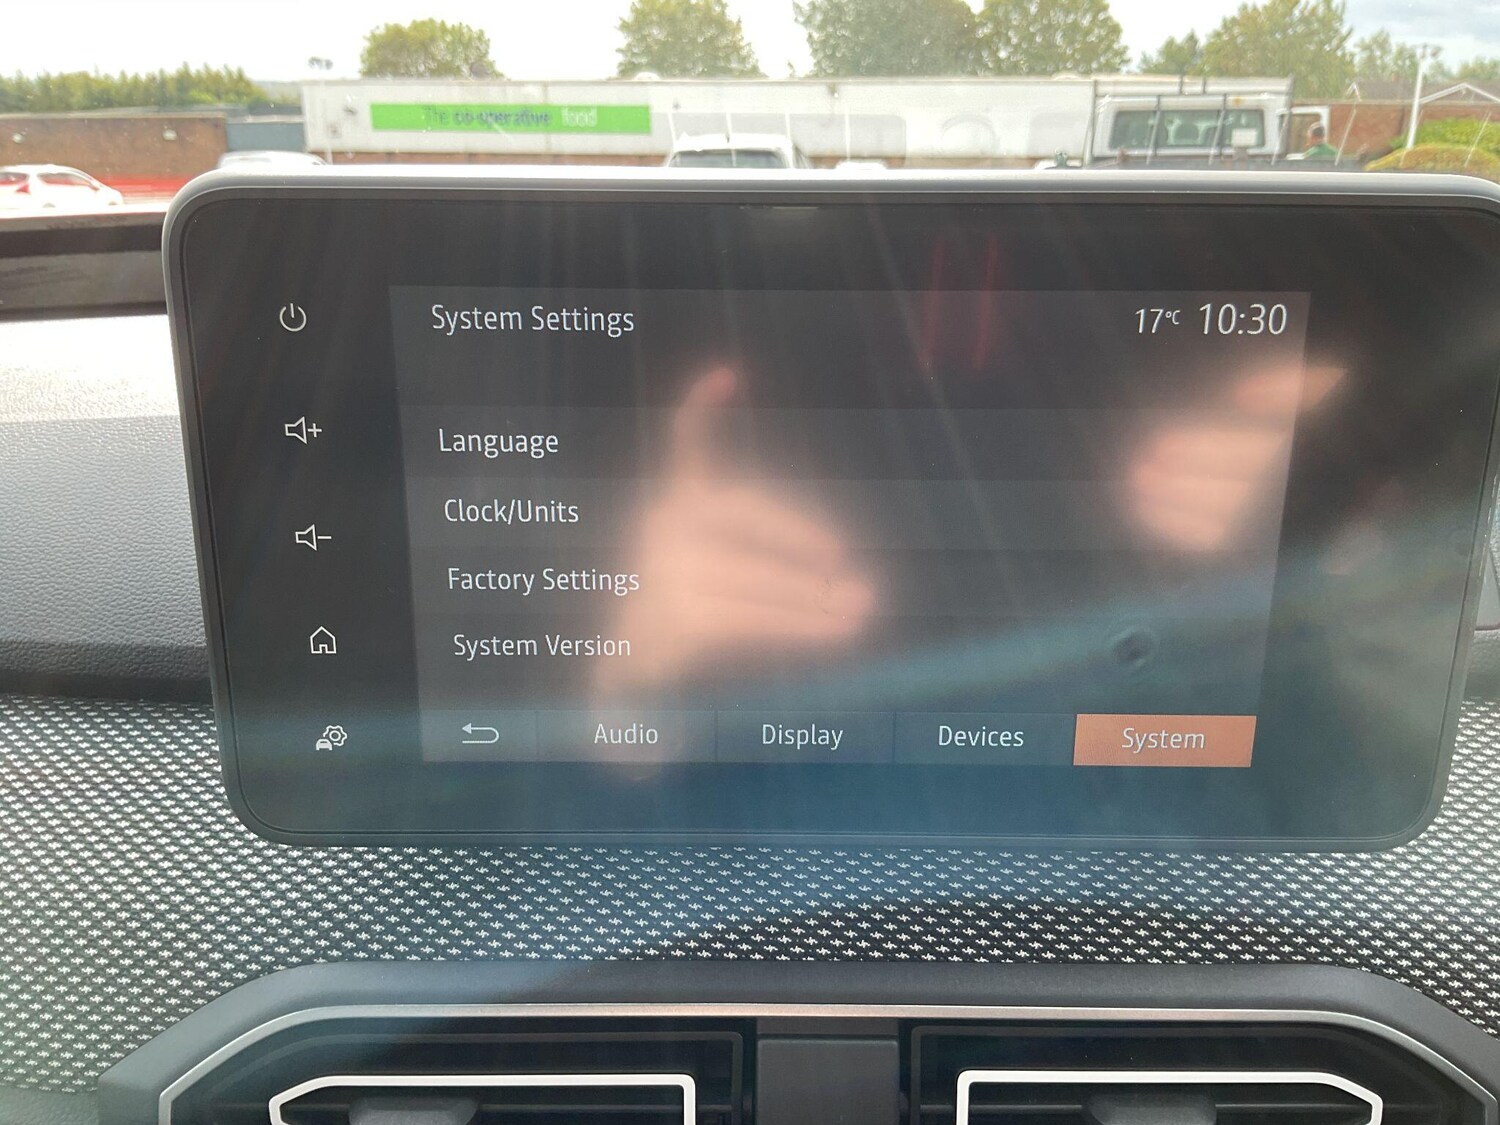 The co-operative food
System Settings
17°C 10:30
Language
Clock/Units
Factory Settings
System Version
Audio Display Devices System